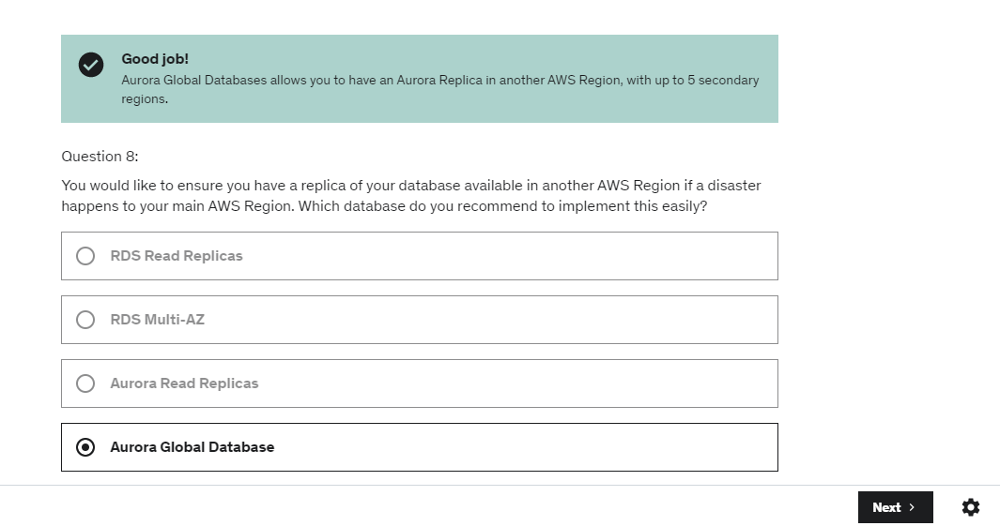 Good job!
Aurora Global Databases allows you to have an Aurora Replica in another AWS Region, with up to 5 secondary
regions.
Question 8:
You would like to ensure you have a replica of your database available in another AWS Region if a disaster
happens to your main AWS Region. Which database do you recommend to implement this easily?
RDS Read Replicas
RDS Multi-AZ
Aurora Read Replicas
Aurora Global Database
Next